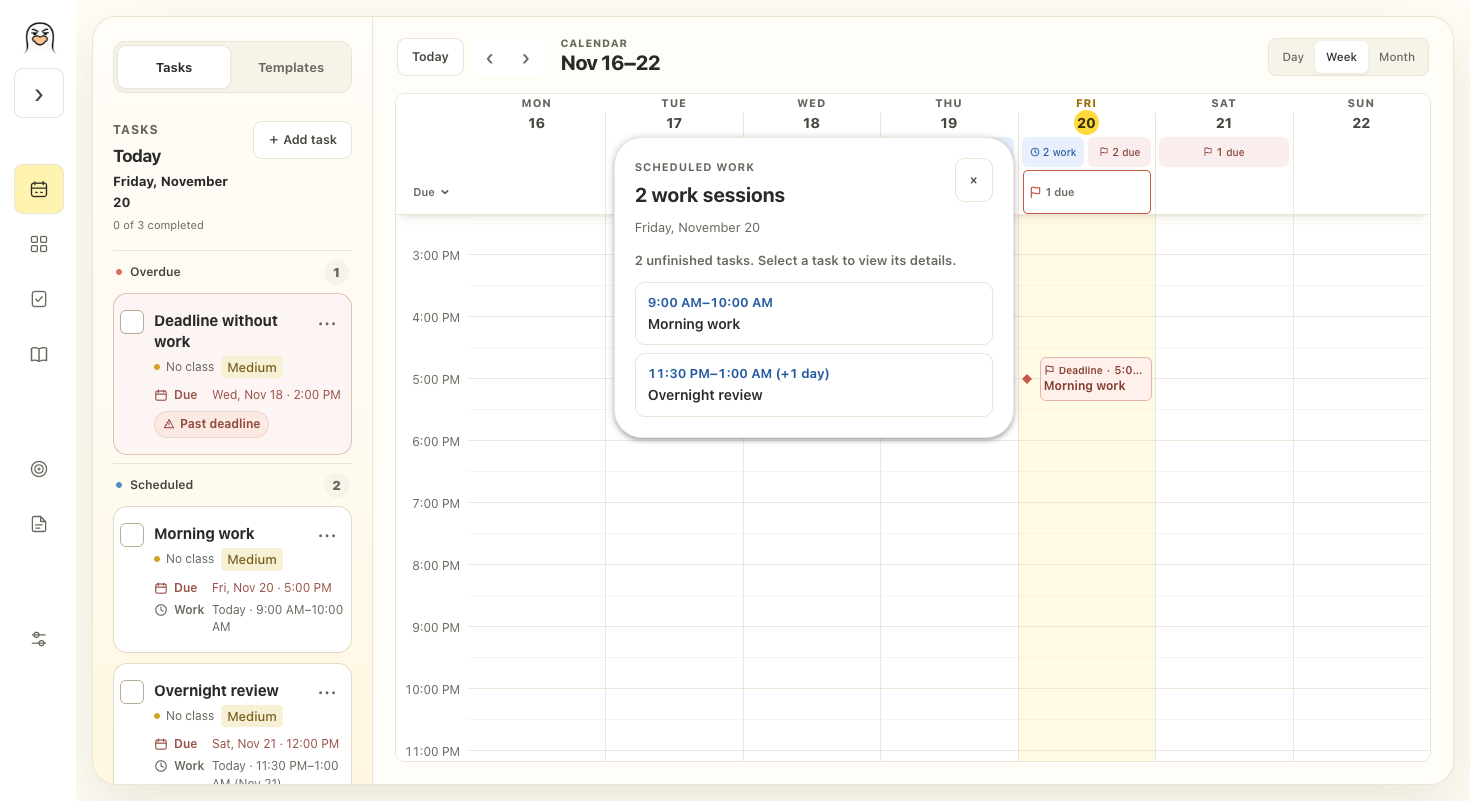 Tasks
Templates
TASKS
+ Add task
Today
Friday, November
20
0 of 3 completed
Overdue
1
Deadline without
work
No class
Medium
Due
Wed, Nov 18 · 2:00 PM
Past deadline
Scheduled
2
Morning work
No class
Medium
Due
Fri, Nov 20 · 5:00 PM
Work
Today · 9:00 AM–10:00
AM
Overnight review
No class
Medium
Due
Sat, Nov 21 · 12:00 PM
Work
Today · 11:30 PM–1:00
AM (Nov 21)
Today
CALENDAR
Nov 16–22
Day
Week
Month
MON
16
TUE
17
WED
18
THU
19
FRI
20
SAT
21
SUN
22
2 work
2 due
1 due
Due
1 due
SCHEDULED WORK
2 work sessions
×
Friday, November 20
2 unfinished tasks. Select a task to view its details.
9:00 AM–10:00 AM
Morning work
11:30 PM–1:00 AM (+1 day)
Overnight review
3:00 PM
4:00 PM
5:00 PM
Deadline · 5:0...
Morning work
6:00 PM
7:00 PM
8:00 PM
9:00 PM
10:00 PM
11:00 PM